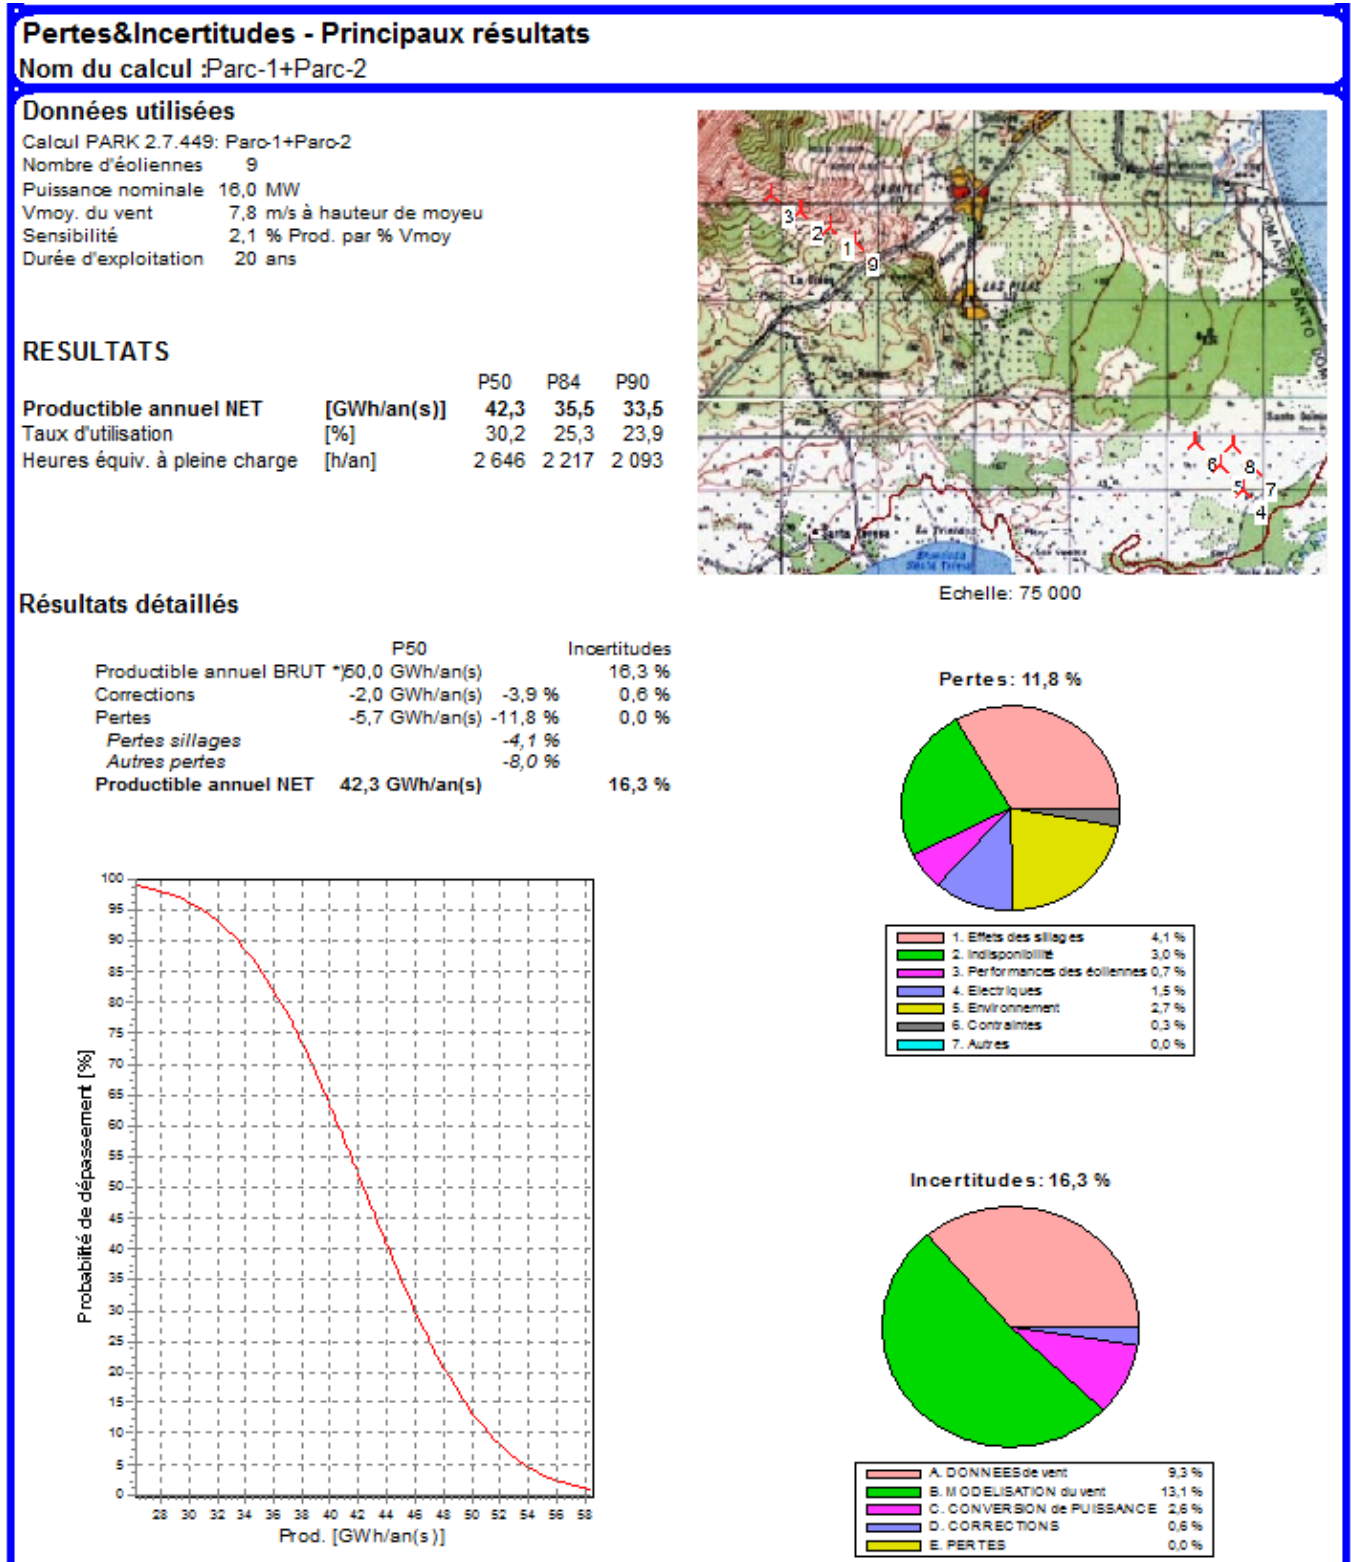 Pertes&Incertitudes - Principaux résultats
Nom du calcul :Parc-1+Parc-2
Données utilisées
Calcul PARK 2.7.449: Parc-1+Parc-2
Nombre d'éoliennes 9
Puissance nominale 16,0 MW
Vmoy. du vent 7,8 m/s à hauteur de moyeu
Sensibilité 2,1 % Prod. par % Vmoy
Durée d'exploitation 20 ans
RESULTATS
P50 P84 P90
Productible annuel NET [GWh/an(s)] 42,3 35,5 33,5
Taux d'utilisation [%] 30,2 25,3 23,9
Heures équiv. à pleine charge [h/an] 2 646 2 217 2 093
3
2
1
9
LAS PILAS
6
8
5
7
4
Echelle: 75 000
Résultats détaillés
P50 Incertitudes
Productible annuel BRUT *)50,0 GWh/an(s) 16,3 %
Corrections -2,0 GWh/an(s) -3,9 % 0,6 %
Pertes -5,7 GWh/an(s) -11,8 % 0,0 %
Pertes sillages -4,1 %
Autres pertes -8,0 %
Productible annuel NET 42,3 GWh/an(s) 16,3 %
Pertes: 11,8 %
1. Effets des sillages 4,1 %
2. Indisponibilité 3,0 %
3. Performances des éoliennes 0,7 %
4. Electriques 1,5 %
5. Environnement 2,7 %
6. Contraintes 0,3 %
7. Autres 0,0 %
Probabilité de dépassement [%]
100
95
90
85
80
75
70
65
60
55
50
45
40
35
30
25
20
15
10
5
0
28 30 32 34 36 38 40 42 44 46 48 50 52 54 56 58
Prod. [GWh/an(s)]
Incertitudes: 16,3 %
A. DONNEES de vent 9,3 %
B. MODELISATION du vent 13,1 %
C. CONVERSION de PUISSANCE 2,6 %
D. CORRECTIONS 0,6 %
E. PERTES 0,0 %